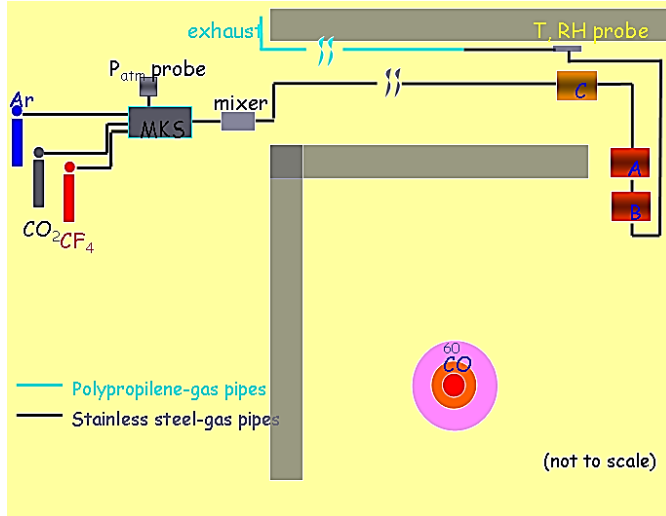 exhaust
T, RH probe
Patm probe
Ar
mixer
C
MKS
A
B
CO2
CF4
60
CO
Polypropilene-gas pipes
Stainless steel-gas pipes
(not to scale)